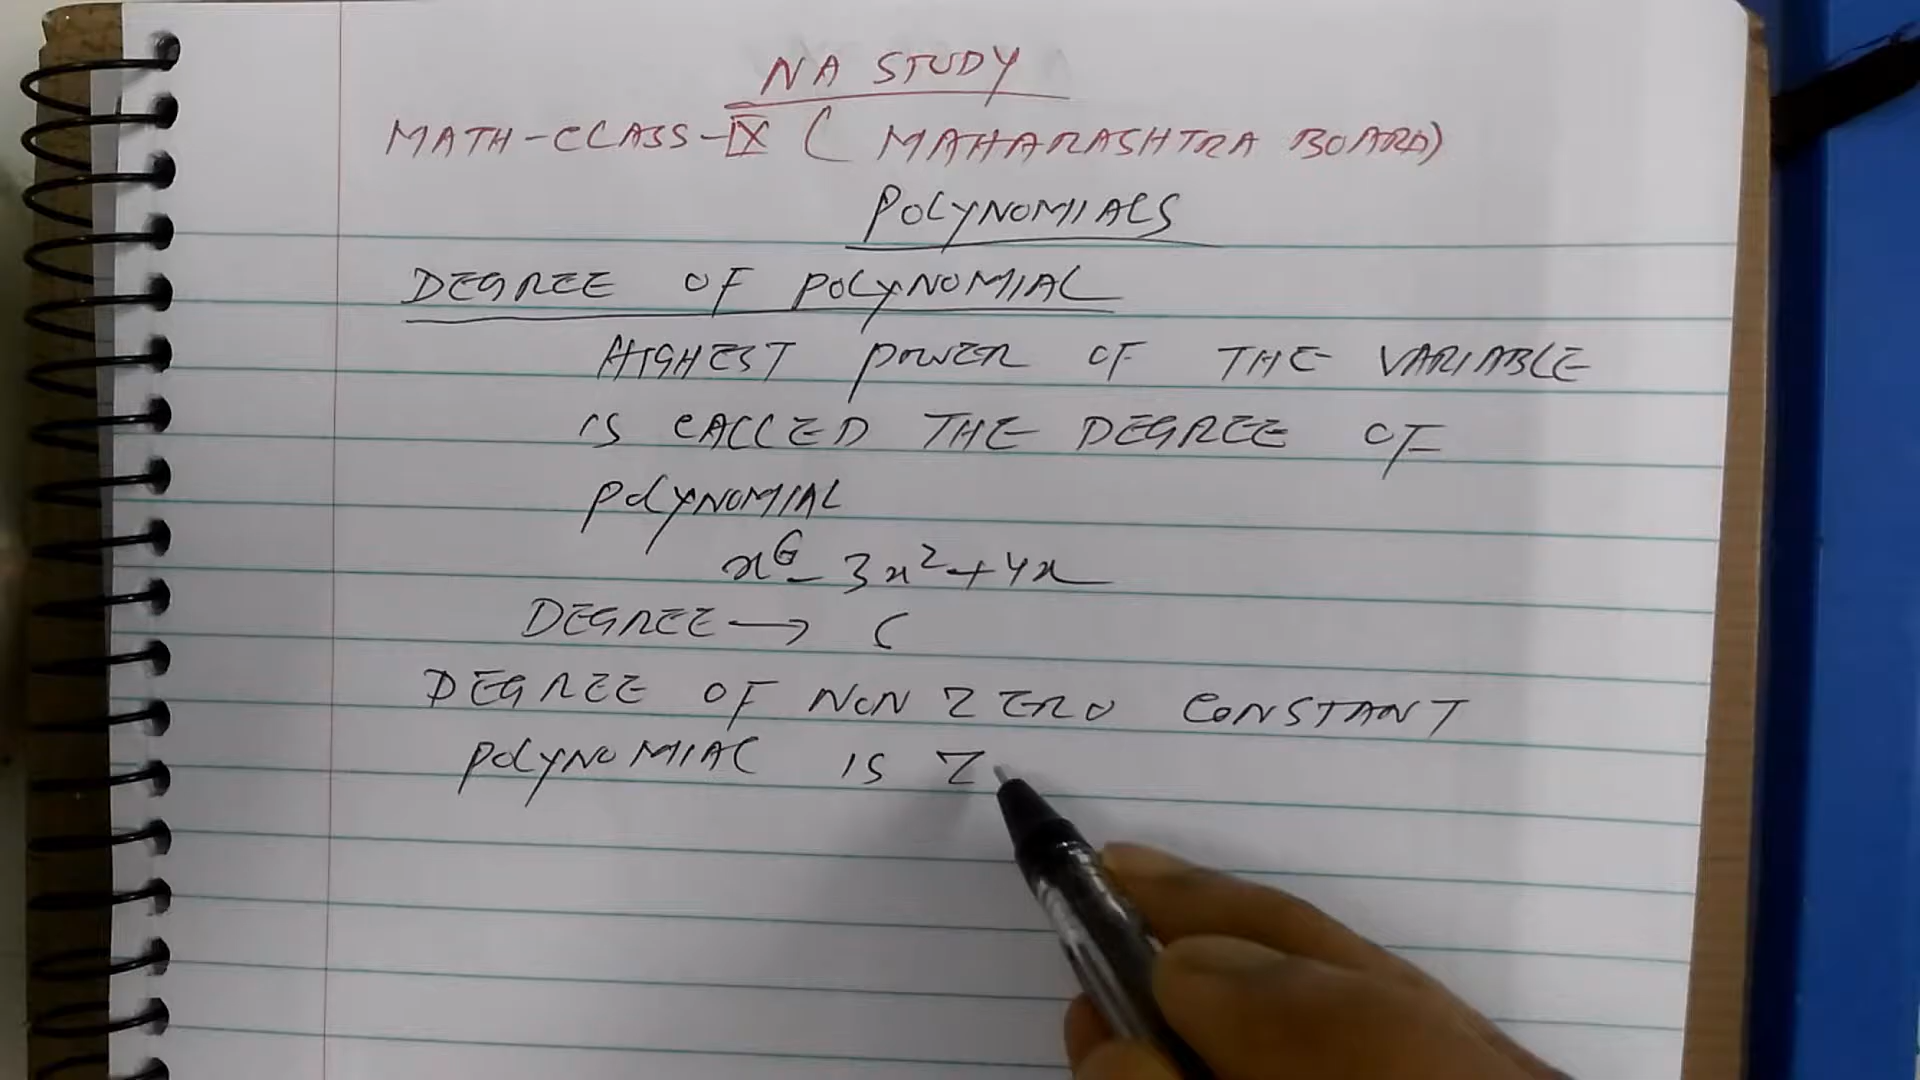 NA STUDY
MATH-CLASS-IX ( MAHARASHTRA BOARD)
POLYNOMIALS
DEGREE OF POLYNOMIAL
HIGHEST POWER OF THE VARIABLE
IS CALLED THE DEGREE OF
POLYNOMIAL
x⁶ - 3x² + 4x
DEGREE → 6
DEGREE OF NON ZERO CONSTANT
POLYNOMIAL IS Z